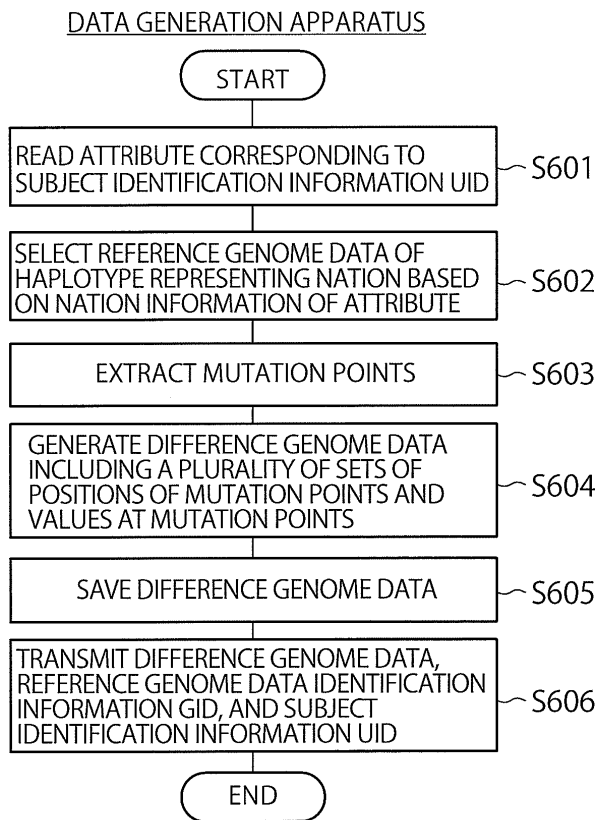 DATA GENERATION APPARATUS
START
READ ATTRIBUTE CORRESPONDING TO
SUBJECT IDENTIFICATION INFORMATION UID
S601
SELECT REFERENCE GENOME DATA OF
HAPLOTYPE REPRESENTING NATION BASED
ON NATION INFORMATION OF ATTRIBUTE
S602
EXTRACT MUTATION POINTS
S603
GENERATE DIFFERENCE GENOME DATA
INCLUDING A PLURALITY OF SETS OF
POSITIONS OF MUTATION POINTS AND
VALUES AT MUTATION POINTS
S604
SAVE DIFFERENCE GENOME DATA
S605
TRANSMIT DIFFERENCE GENOME DATA,
REFERENCE GENOME DATA IDENTIFICATION
INFORMATION GID, AND SUBJECT
IDENTIFICATION INFORMATION UID
S606
END